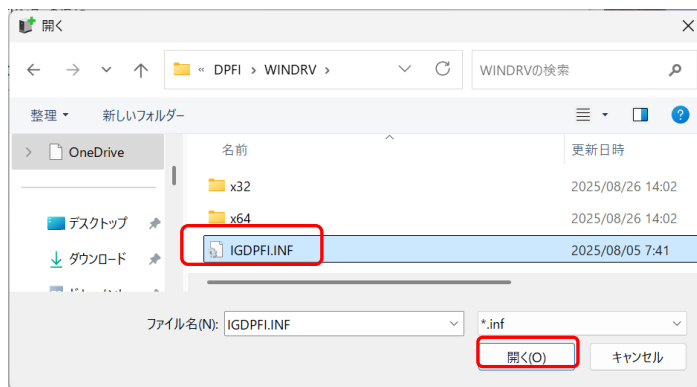 開く
« DPFI > WINDRV >
WINDRVの検索
整理
新しいフォルダー
OneDrive
名前
更新日時
x32
2025/08/26 14:02
x64
2025/08/26 14:02
デスクトップ
IGDPFI.INF
2025/08/05 7:41
ダウンロード
ファイル名(N):
IGDPFI.INF
*.inf
開く(O)
キャンセル